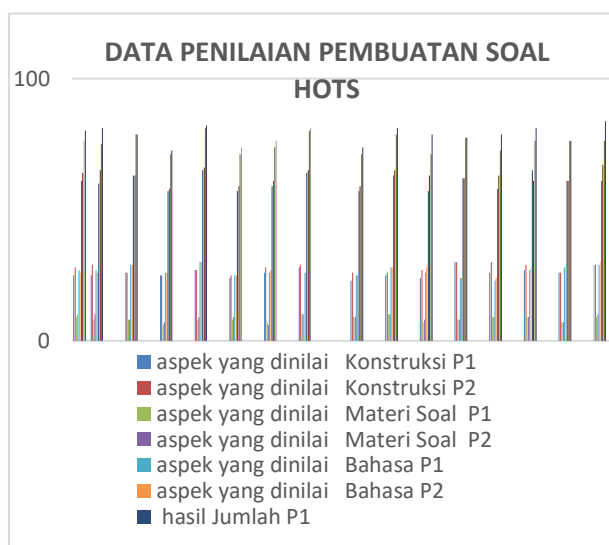 DATA PENILAIAN PEMBUATAN SOAL
HOTS
100
0
aspek yang dinilai Konstruksi P1
aspek yang dinilai Konstruksi P2
aspek yang dinilai Materi Soal P1
aspek yang dinilai Materi Soal P2
aspek yang dinilai Bahasa P1
aspek yang dinilai Bahasa P2
hasil Jumlah P1